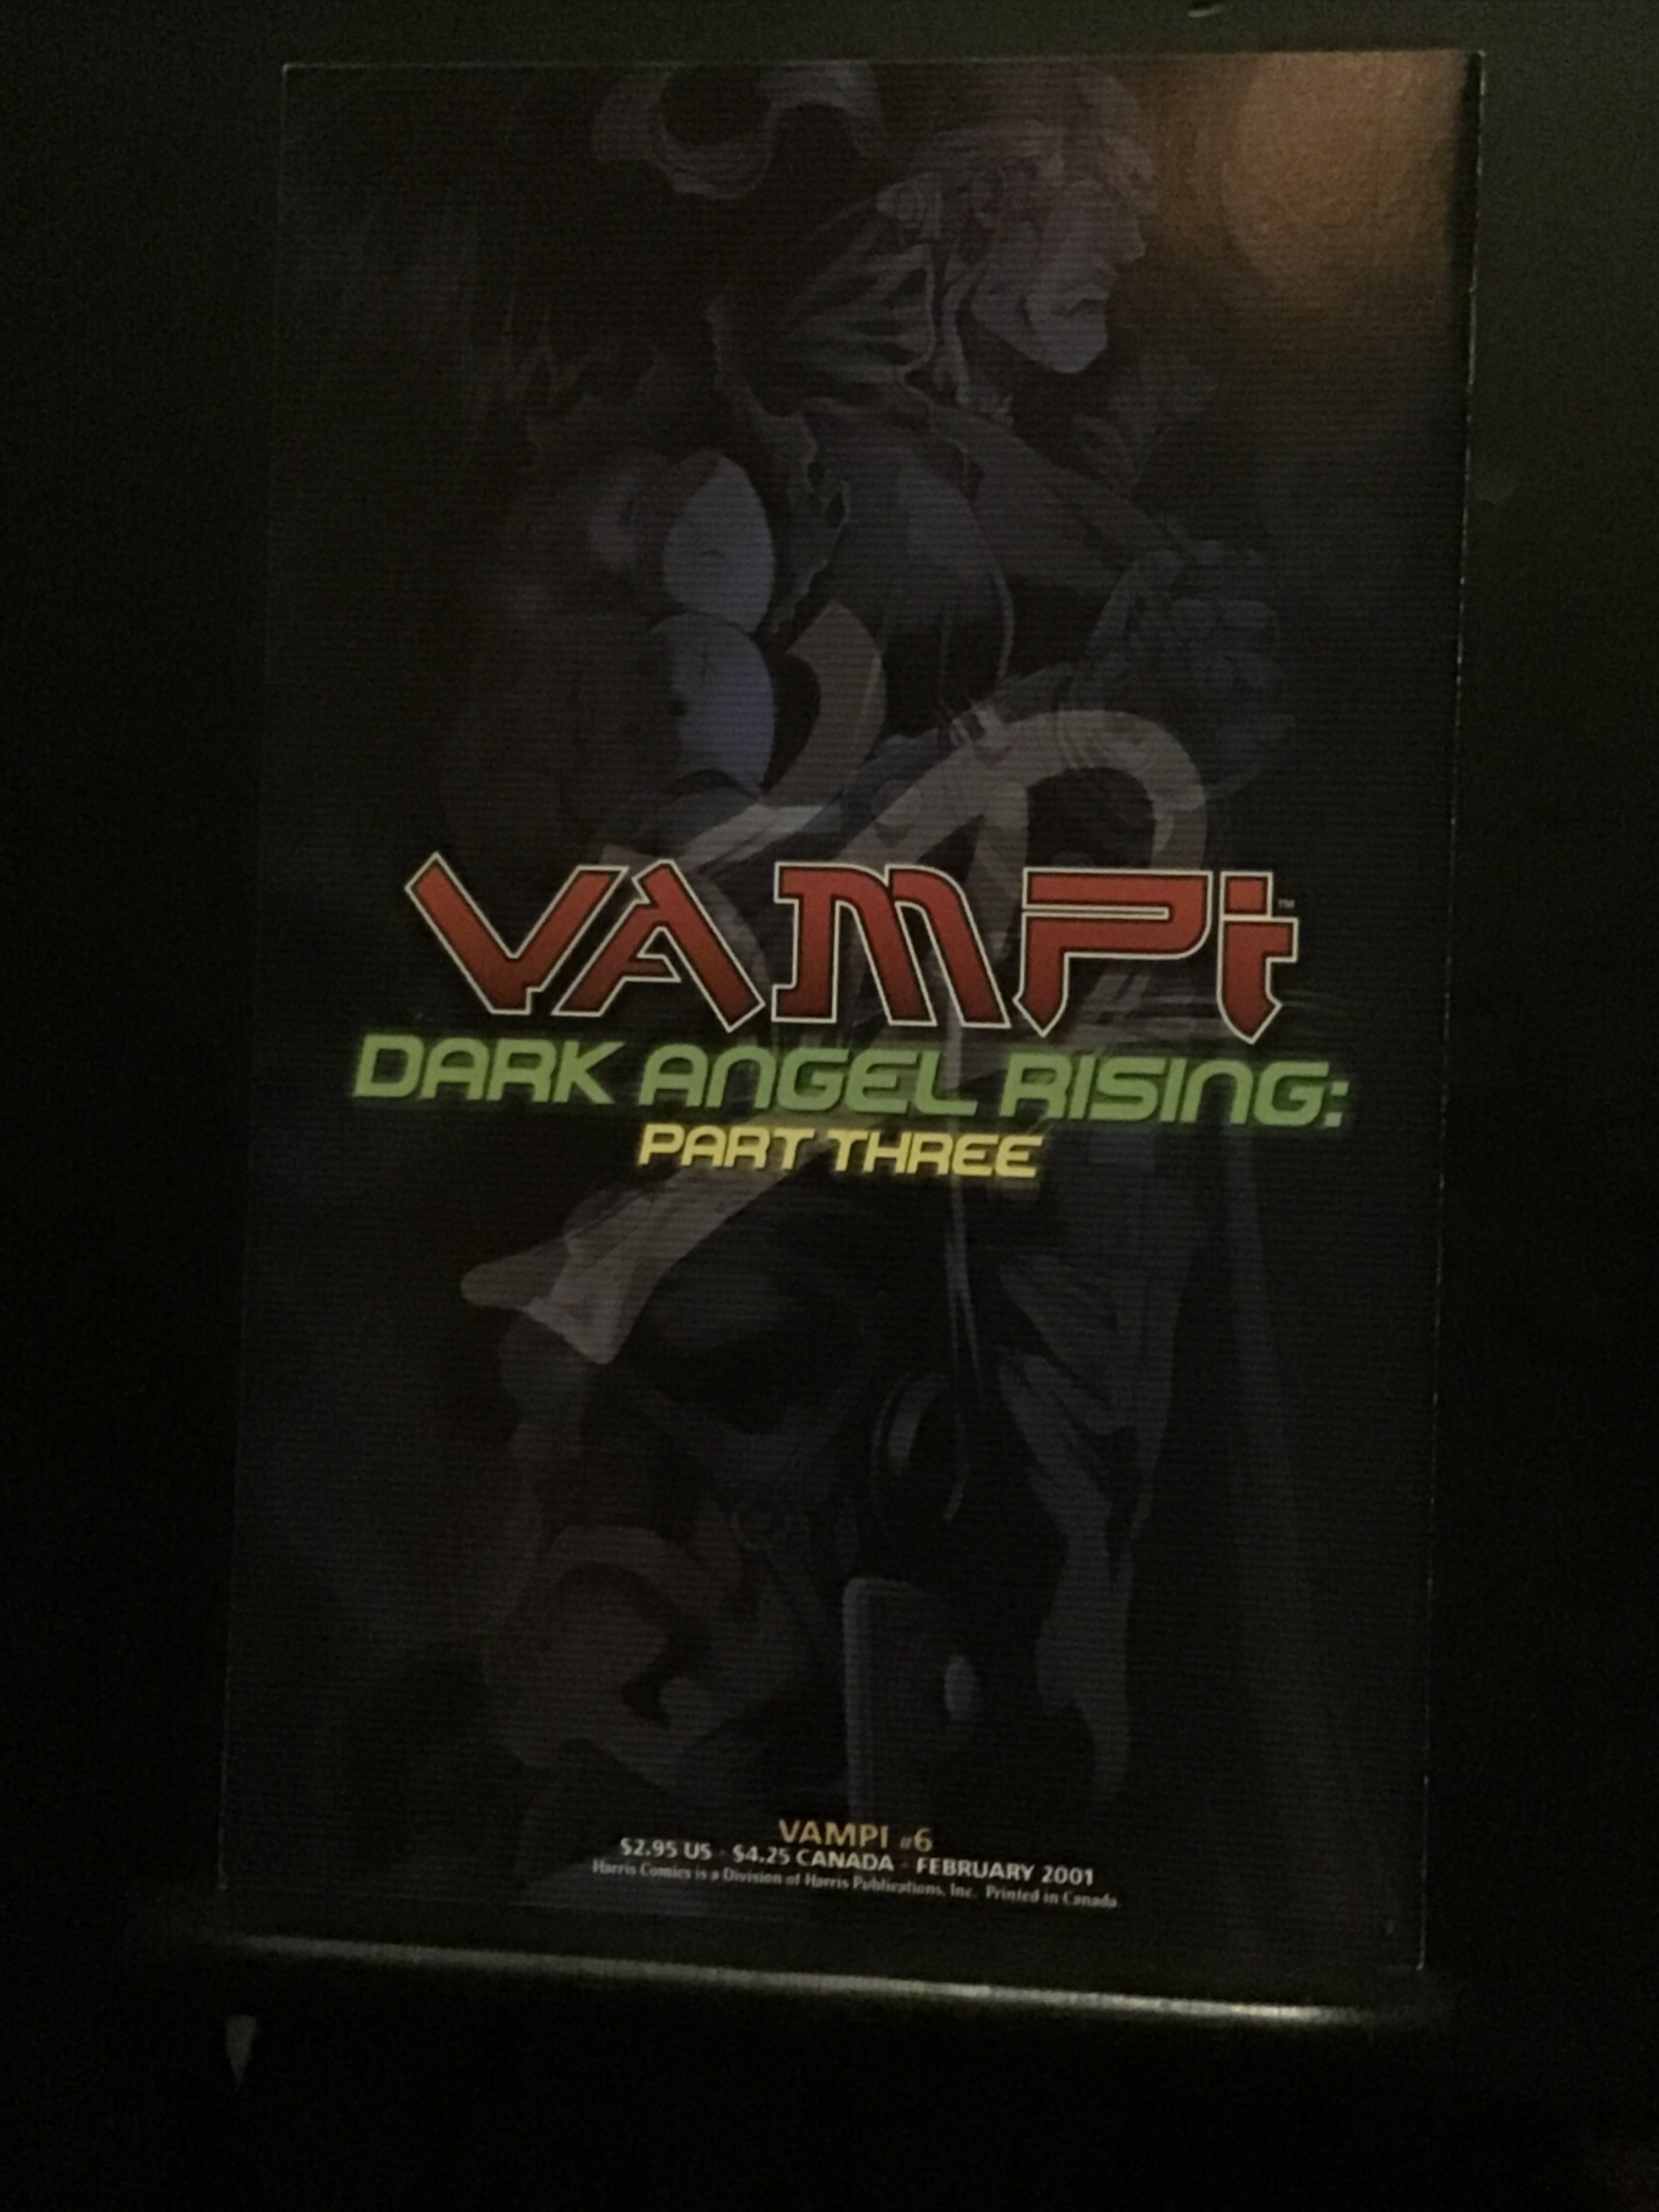 VAMPi™
DARK ANGEL RISING:
PART THREE
VAMPI #6
$2.95 US · $4.25 CANADA · FEBRUARY 2001
Harris Comics is a Division of Harris Publications, Inc. Printed in Canada.